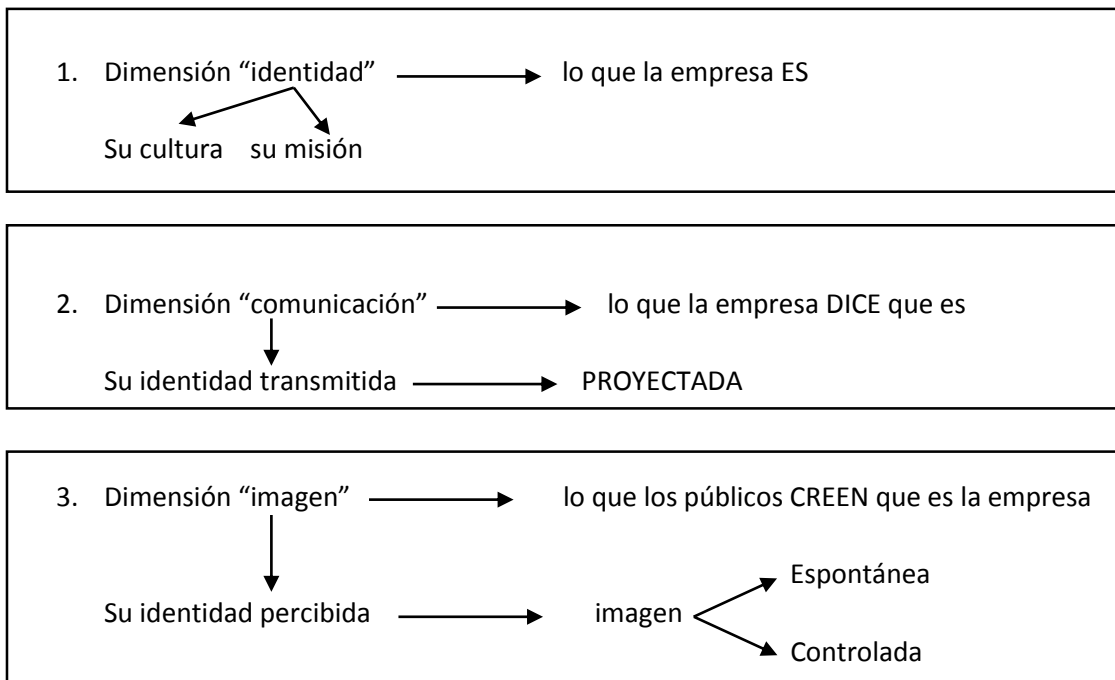 1. Dimensión “identidad” lo que la empresa ES
Su cultura su misión
2. Dimensión “comunicación” lo que la empresa DICE que es
Su identidad transmitida PROYECTADA
3. Dimensión “imagen” lo que los públicos CREEN que es la empresa
Espontánea
Su identidad percibida imagen
Controlada